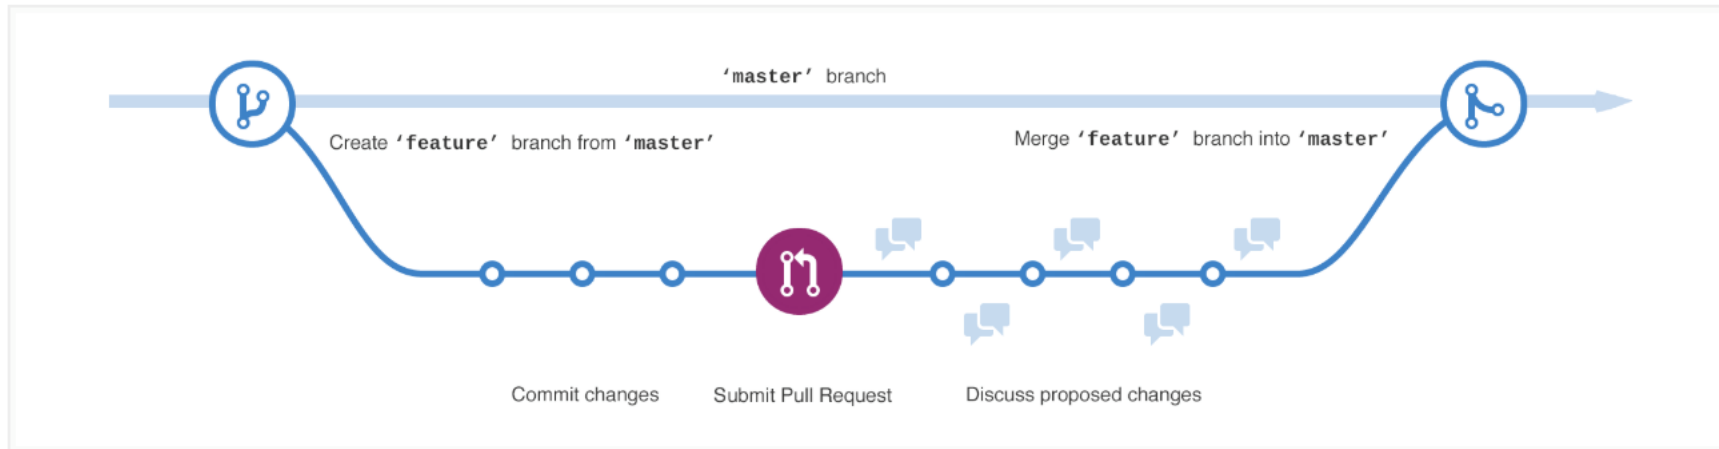 ‘master’ branch
Create ‘feature’ branch from ‘master’
Merge ‘feature’ branch into ‘master’
Commit changes
Submit Pull Request
Discuss proposed changes